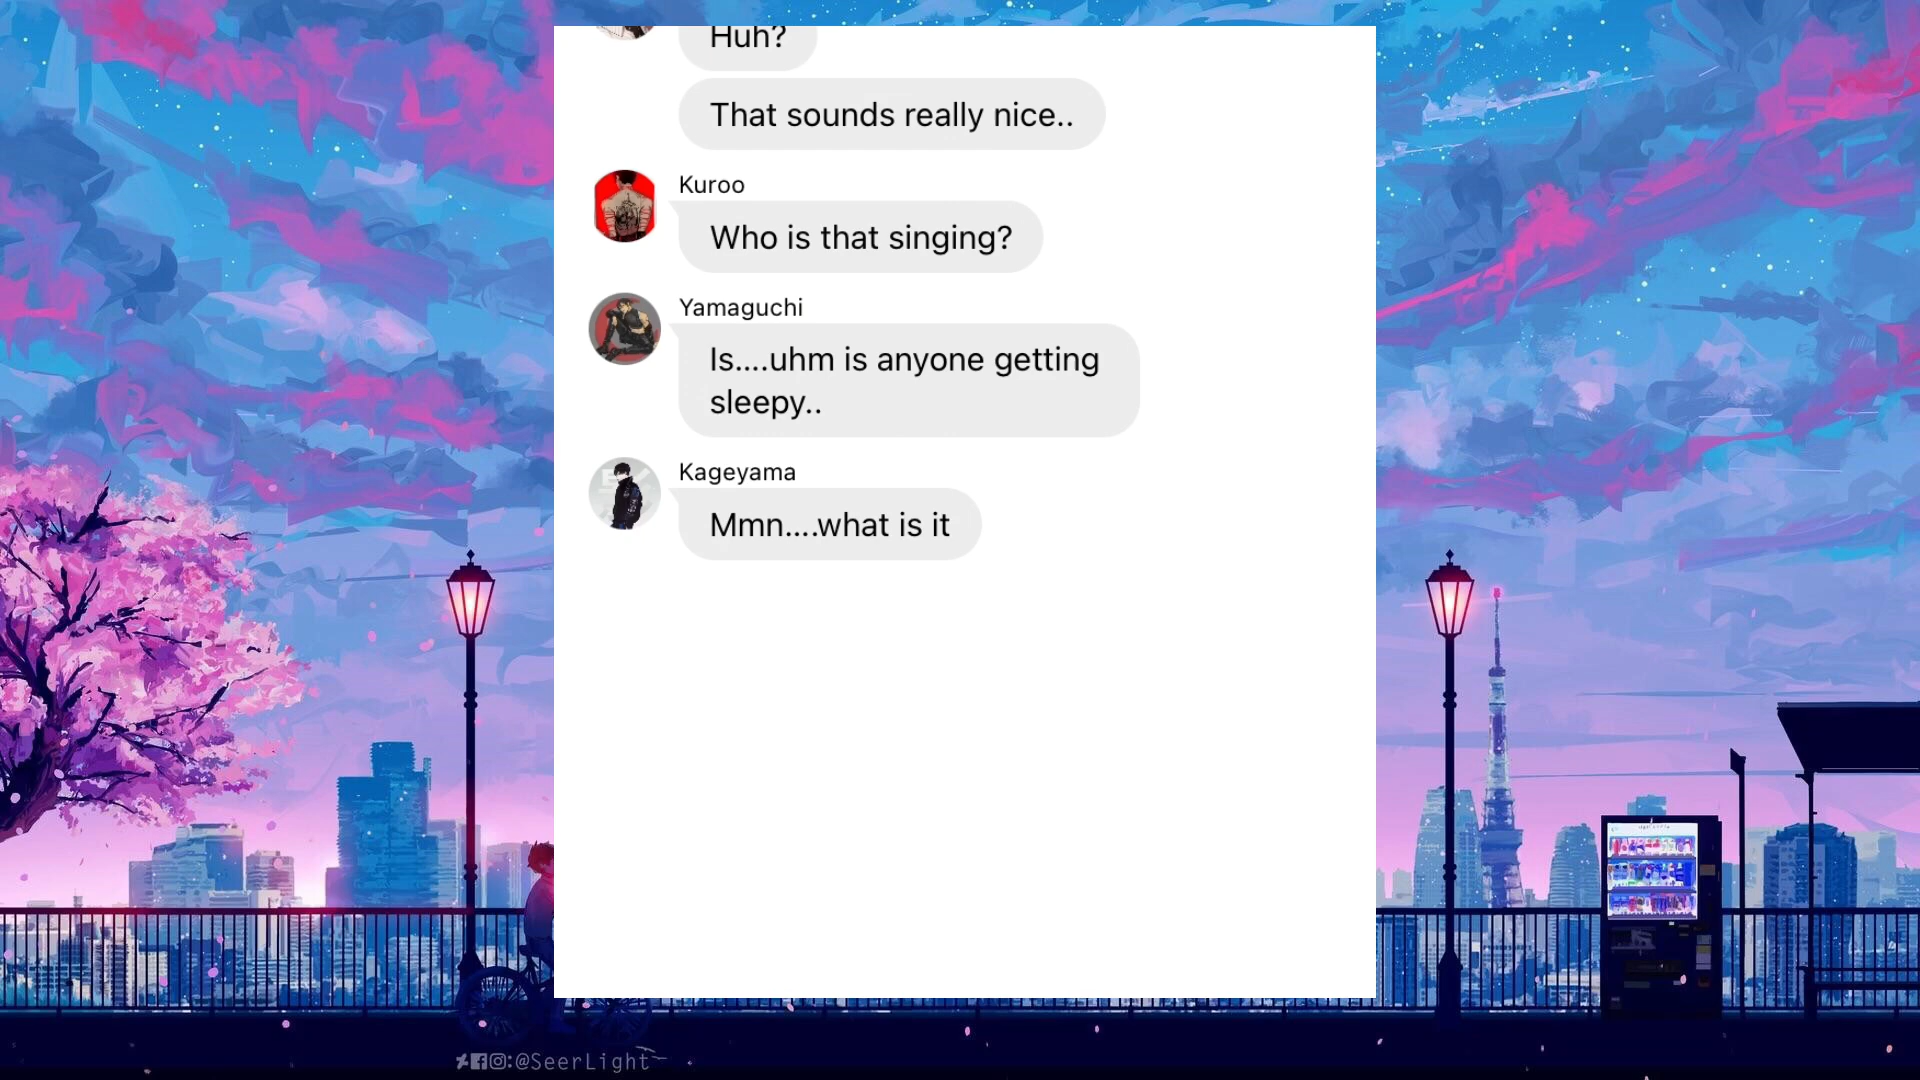 Huh?
That sounds really nice..
Kuroo
Who is that singing?
Yamaguchi
Is....uhm is anyone getting
sleepy..
Kageyama
Mmn....what is it
:@SeerLight